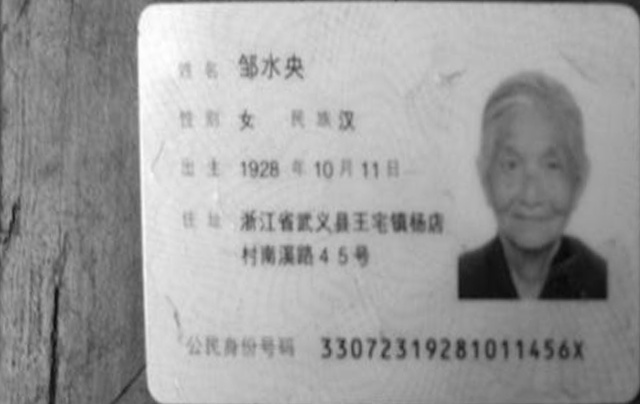 姓名 邹水央
性别 女 民族 汉
出生 1928 年 10 月 11 日
住址 浙江省武义县王宅镇杨店
村南溪路45号
公民身份号码 33072319281011456X